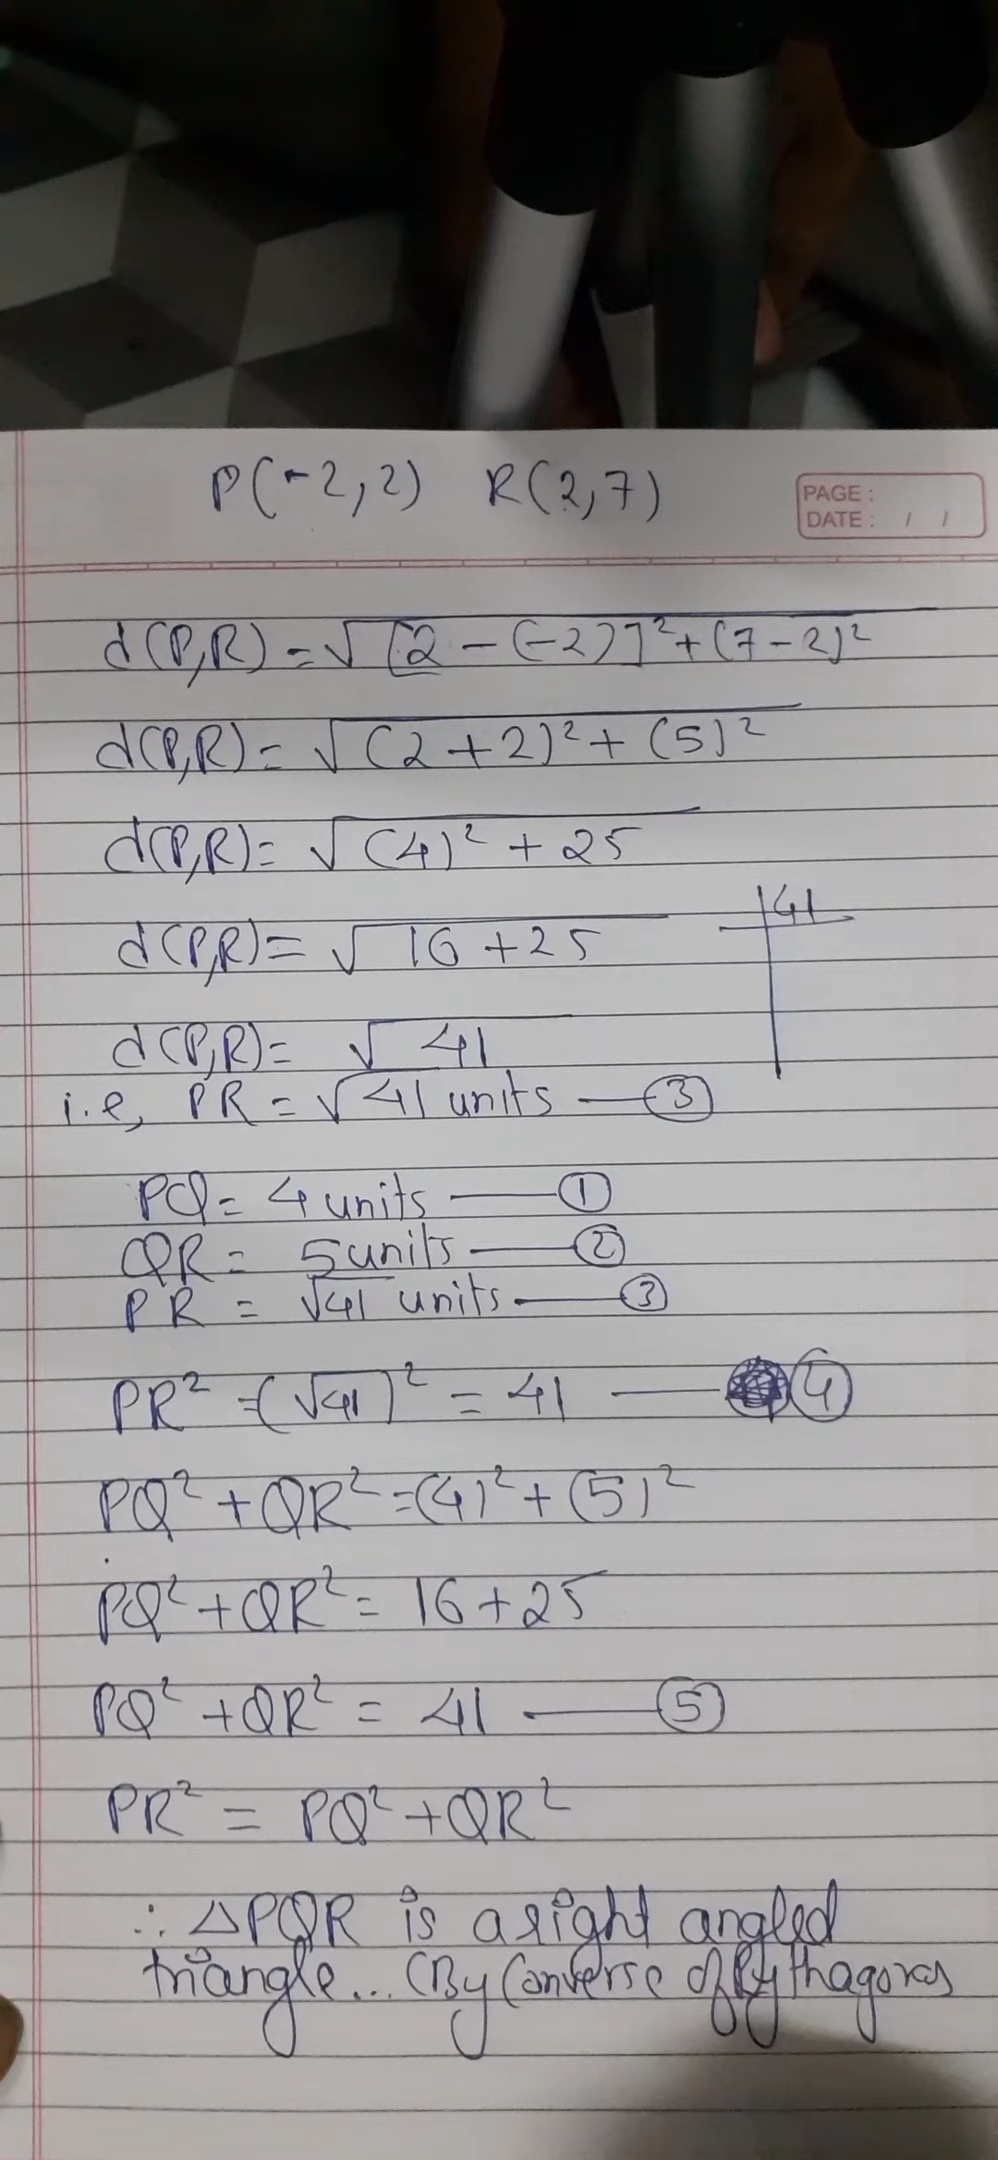 P(-2,2) R(2,7)
PAGE :
DATE : / /
d(P,R) = √[2-(-2)]²+(7-2)²
d(P,R) = √(2+2)²+(5)²
d(P,R) = √(4)²+25
d(P,R) = √16+25
41
d(P,R) = √41
i.e, PR = √41 units — ③
PQ = 4 units — ①
QR = 5 units — ②
PR = √41 units — ③
PR² = (√41)² = 41 — ④
PQ²+QR² = (4)²+(5)²
PQ²+QR² = 16+25
PQ²+QR² = 41 — ⑤
PR² = PQ²+QR²
∴ △PQR is a right angled
triangle... (By Converse of Pythagoras